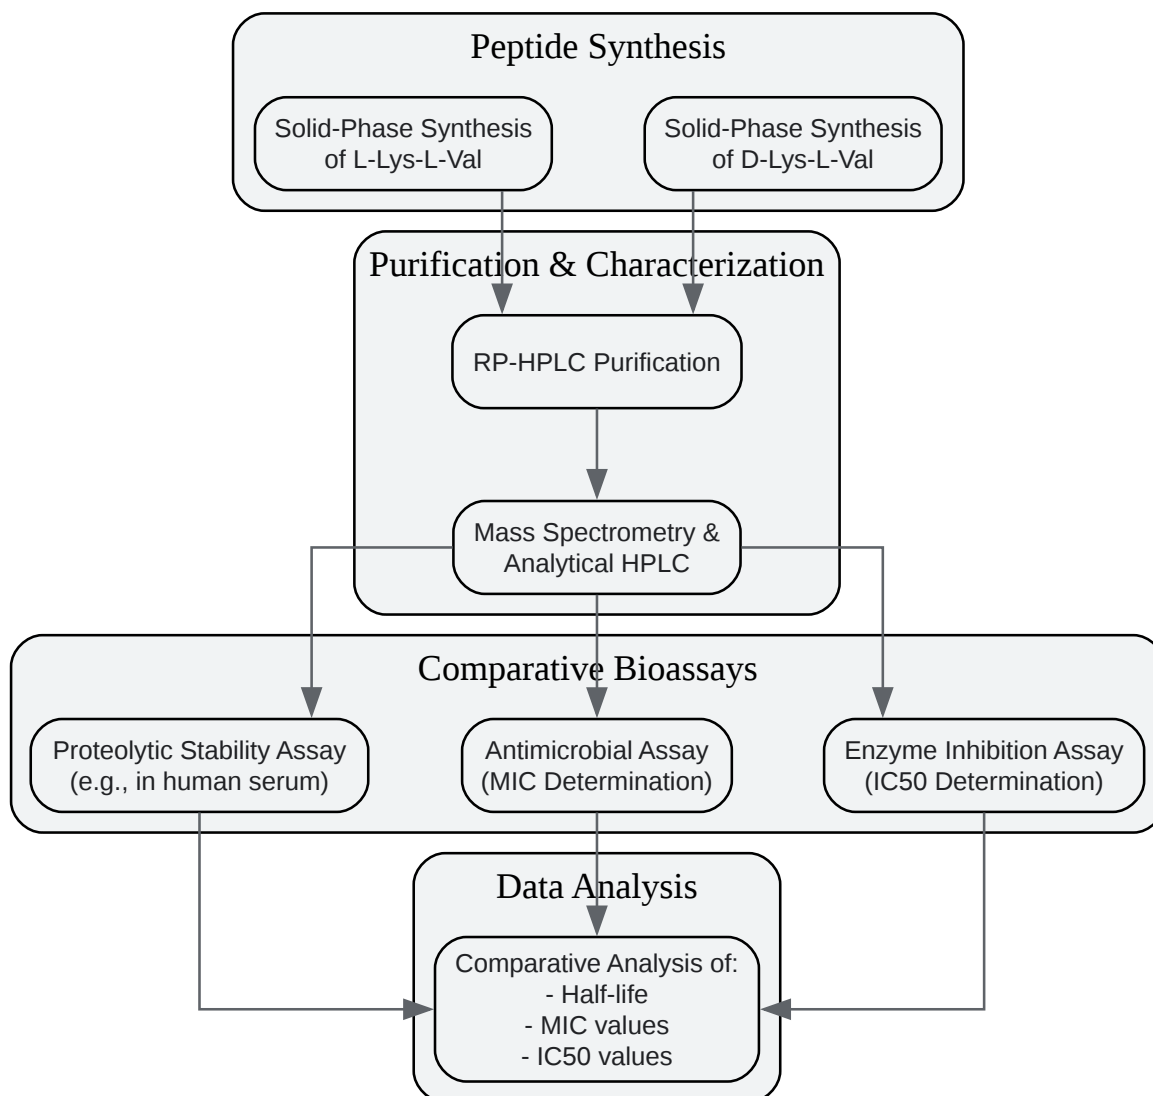 Peptide Synthesis
Solid-Phase Synthesis
of L-Lys-L-Val
Solid-Phase Synthesis
of D-Lys-L-Val
Purification & Characterization
RP-HPLC Purification
Mass Spectrometry &
Analytical HPLC
Comparative Bioassays
Proteolytic Stability Assay
(e.g., in human serum)
Antimicrobial Assay
(MIC Determination)
Enzyme Inhibition Assay
(IC50 Determination)
Data Analysis
Comparative Analysis of:
- Half-life
- MIC values
- IC50 values